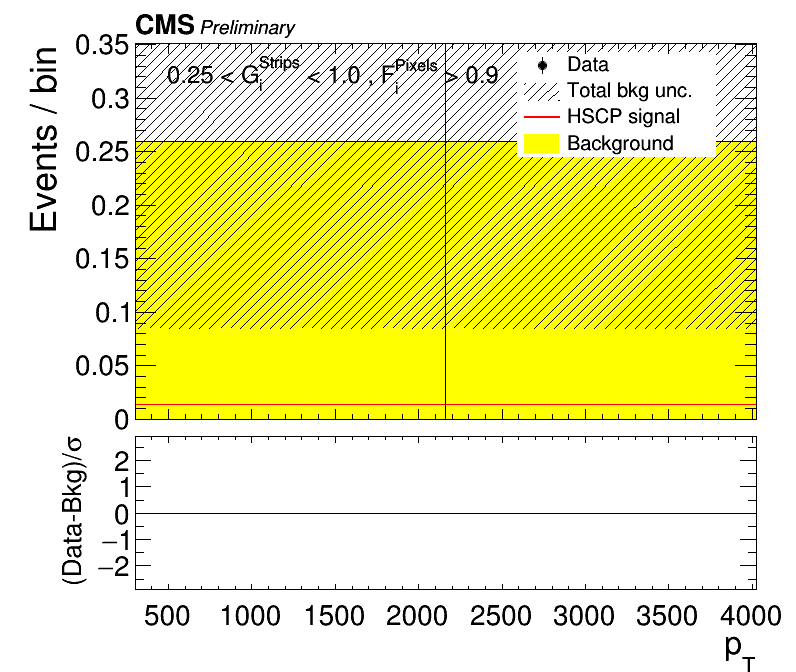 CMS Preliminary
0.35
0.3
0.25
0.2
0.15
0.1
0.05
0
Events / bin
0.25 < G_i^Strips < 1.0 , F_i^Pixels > 0.9
Data
Total bkg unc.
HSCP signal
Background
2
1
0
−1
−2
(Data-Bkg)/σ
500 1000 1500 2000 2500 3000 3500 4000
p_T